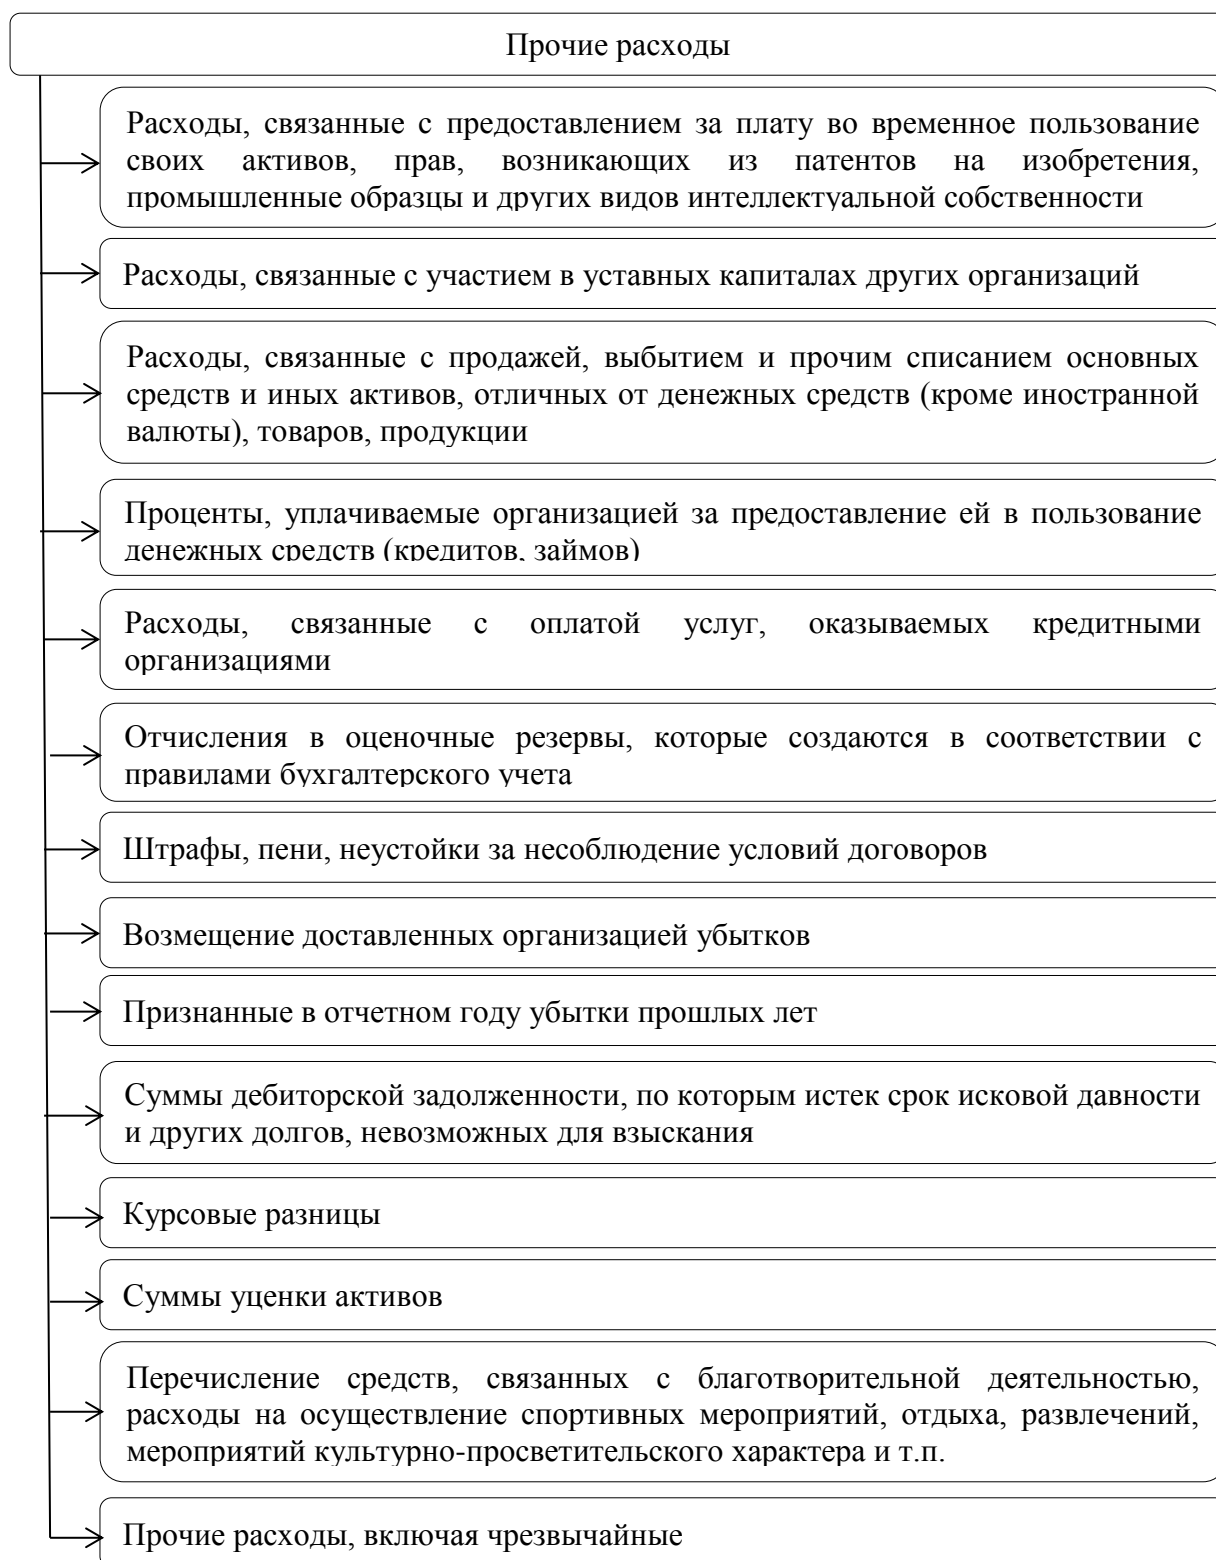 Прочие расходы
Расходы, связанные с предоставлением за плату во временное пользование
своих активов, прав, возникающих из патентов на изобретения,
промышленные образцы и других видов интеллектуальной собственности
Расходы, связанные с участием в уставных капиталах других организаций
Расходы, связанные с продажей, выбытием и прочим списанием основных
средств и иных активов, отличных от денежных средств (кроме иностранной
валюты), товаров, продукции
Проценты, уплачиваемые организацией за предоставление ей в пользование
денежных средств (кредитов, займов)
Расходы, связанные с оплатой услуг, оказываемых кредитными
организациями
Отчисления в оценочные резервы, которые создаются в соответствии с
правилами бухгалтерского учета
Штрафы, пени, неустойки за несоблюдение условий договоров
Возмещение доставленных организацией убытков
Признанные в отчетном году убытки прошлых лет
Суммы дебиторской задолженности, по которым истек срок исковой давности
и других долгов, невозможных для взыскания
Курсовые разницы
Суммы уценки активов
Перечисление средств, связанных с благотворительной деятельностью,
расходы на осуществление спортивных мероприятий, отдыха, развлечений,
мероприятий культурно-просветительского характера и т.п.
Прочие расходы, включая чрезвычайные